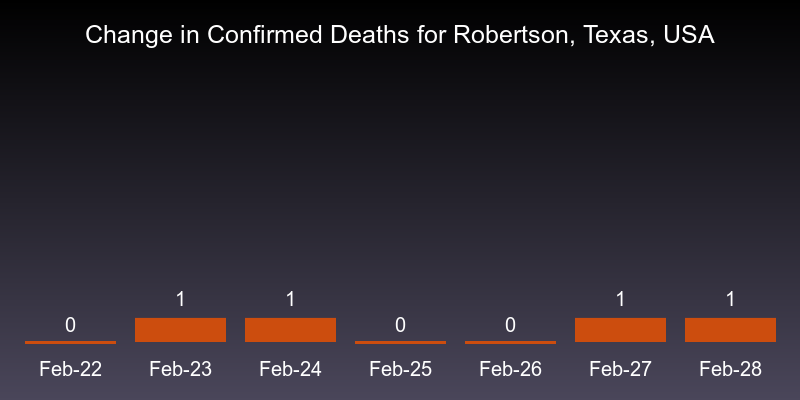 Change in Confirmed Deaths for Robertson, Texas, USA
0 1 1 0 0 1 1
Feb-22 Feb-23 Feb-24 Feb-25 Feb-26 Feb-27 Feb-28